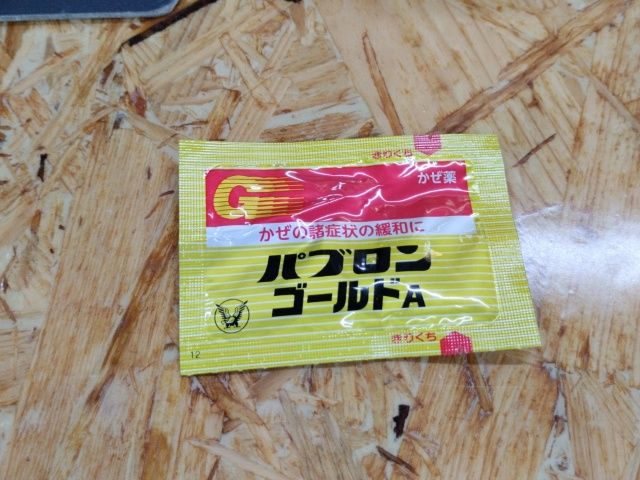 きりくち
G
かぜ薬
かぜの諸症状の緩和に
パブロン
ゴールドA
きりくち
12